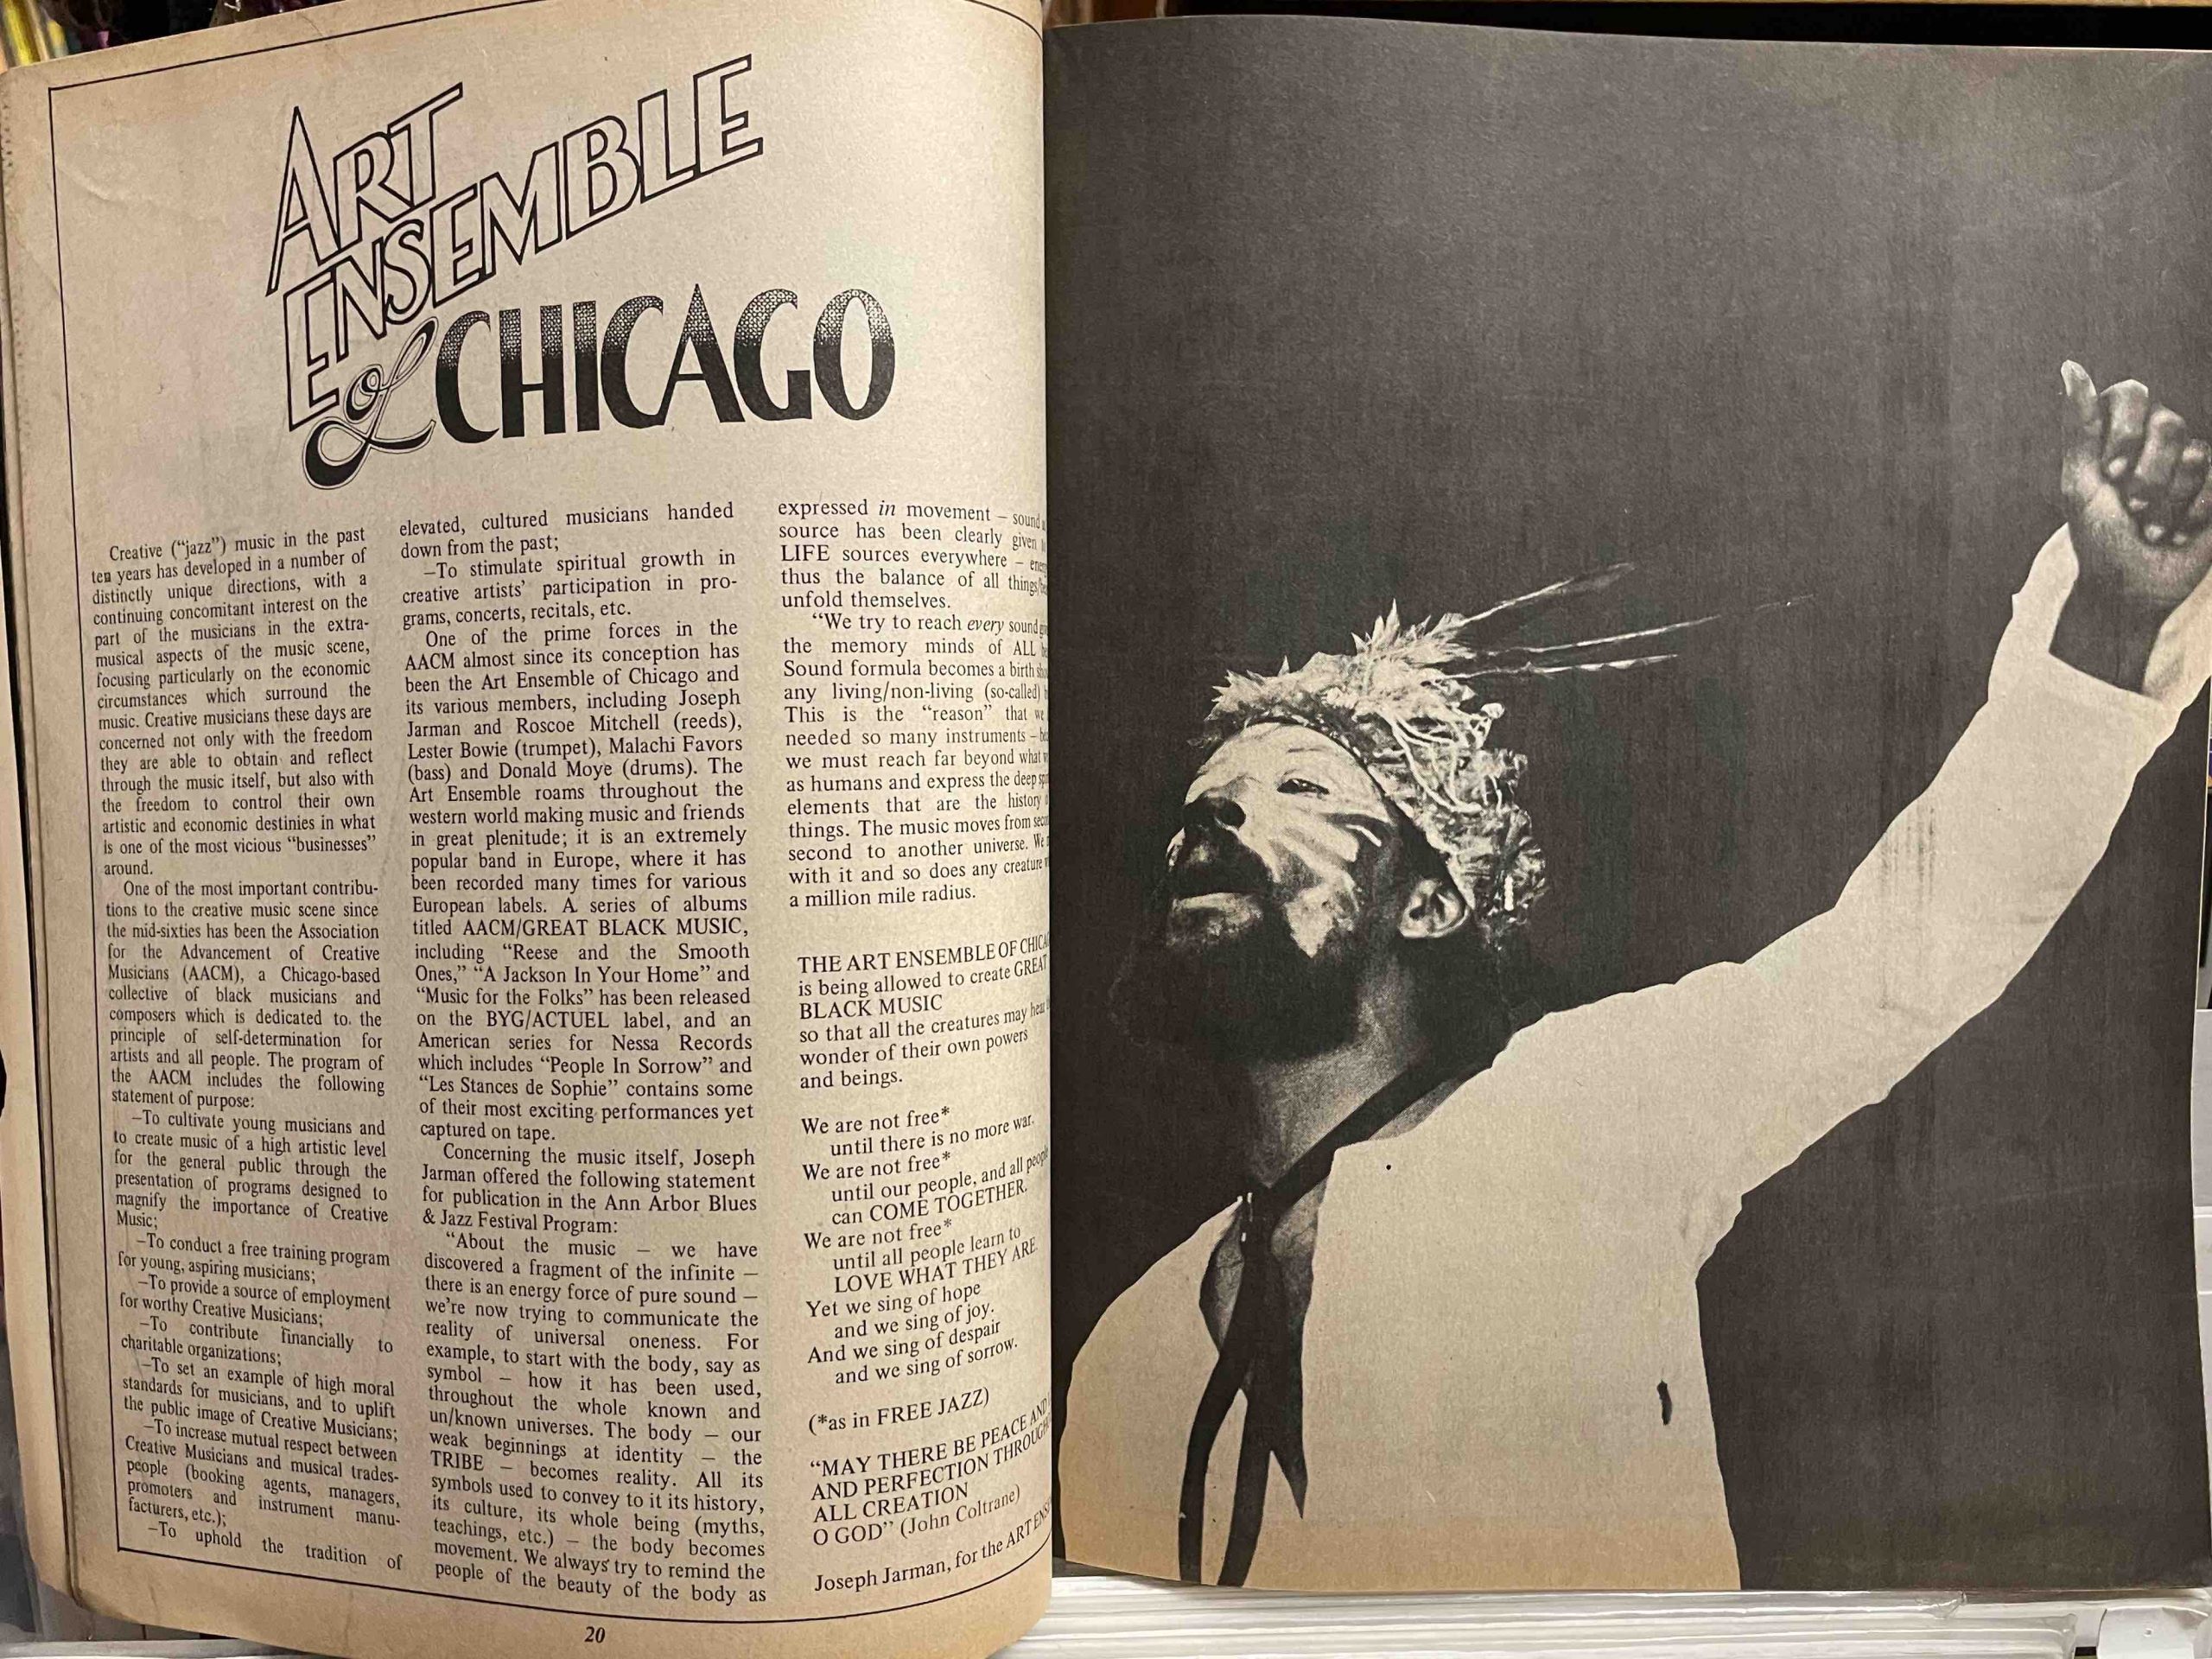 ART
ENSEMBLE
of CHICAGO
Creative (“jazz”) music in the past
ten years has developed in a number of
distinctly unique directions, with a
continuing concomitant interest on the
part of the musicians in the extra-
musical aspects of the music scene,
focusing particularly on the economic
circumstances which surround the
music. Creative musicians these days are
concerned not only with the freedom
they are able to obtain and reflect
through the music itself, but also with
the freedom to control their own
artistic and economic destinies in what
is one of the most vicious “businesses”
around.
One of the most important contribu-
tions to the creative music scene since
the mid-sixties has been the Association
for the Advancement of Creative
Musicians (AACM), a Chicago-based
collective of black musicians and
composers which is dedicated to the
principle of self-determination for
artists and all people. The program of
the AACM includes the following
statement of purpose:
–To cultivate young musicians and
to create music of a high artistic level
for the general public through the
presentation of programs designed to
magnify the importance of Creative
Music;
–To conduct a free training program
for young, aspiring musicians;
–To provide a source of employment
for worthy Creative Musicians;
–To contribute financially to
charitable organizations;
–To set an example of high moral
standards for musicians, and to uplift
the public image of Creative Musicians;
–To increase mutual respect between
Creative Musicians and musical trades-
people (booking agents, managers,
promoters and instrument manu-
facturers, etc.);
–To uphold the tradition of
elevated, cultured musicians handed
down from the past;
–To stimulate spiritual growth in
creative artists’ participation in pro-
grams, concerts, recitals, etc.
One of the prime forces in the
AACM almost since its conception has
been the Art Ensemble of Chicago and
its various members, including Joseph
Jarman and Roscoe Mitchell (reeds),
Lester Bowie (trumpet), Malachi Favors
(bass) and Donald Moye (drums). The
Art Ensemble roams throughout the
western world making music and friends
in great plenitude; it is an extremely
popular band in Europe, where it has
been recorded many times for various
European labels. A series of albums
titled AACM/GREAT BLACK MUSIC,
including “Reese and the Smooth
Ones,” “A Jackson In Your Home” and
“Music for the Folks” has been released
on the BYG/ACTUEL label, and an
American series for Nessa Records
which includes “People In Sorrow” and
“Les Stances de Sophie” contains some
of their most exciting performances yet
captured on tape.
Concerning the music itself, Joseph
Jarman offered the following statement
for publication in the Ann Arbor Blues
& Jazz Festival Program:
“About the music – we have
discovered a fragment of the infinite –
there is an energy force of pure sound –
we’re now trying to communicate the
reality of universal oneness. For
example, to start with the body, say as
symbol – how it has been used,
throughout the whole known and
un/known universes. The body – our
weak beginnings at identity – the
TRIBE – becomes reality. All its
symbols used to convey to it its history,
its culture, its whole being (myths,
teachings, etc.) – the body becomes
movement. We always try to remind the
people of the beauty of the body as
expressed in movement – sound
source has been clearly given
LIFE sources everywhere –
thus the balance of all things/
unfold themselves.
“We try to reach every sound
the memory minds of ALL
Sound formula becomes a birth
any living/non-living (so-called)
This is the “reason” that we
needed so many instruments –
we must reach far beyond what
as humans and express the deep
elements that are the history
things. The music moves from
second to another universe. We
with it and so does any creature
a million mile radius.
THE ART ENSEMBLE OF
is being allowed to create GREAT
BLACK MUSIC
so that all the creatures may hear
wonder of their own powers
and beings.
We are not free*
until there is no more war.
We are not free*
until our people, and all people
can COME TOGETHER.
We are not free*
until all people learn to
LOVE WHAT THEY ARE.
Yet we sing of hope
and we sing of joy.
And we sing of despair
and we sing of sorrow.
(*as in FREE JAZZ)
“MAY THERE BE PEACE AND
AND PERFECTION
ALL CREATION
O GOD” (John Coltrane)
Joseph Jarman, for the ART
20